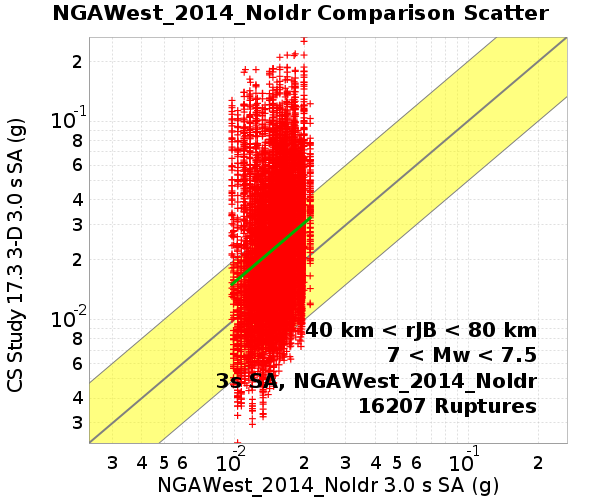 NGAWest_2014_NoIdr Comparison Scatter
CS Study 17.3 3-D 3.0 s SA (g)
2
10-1
8
6
4
3
2
10-2
8
6
4
3
40 km < rJB < 80 km
7 < Mw < 7.5
3s SA, NGAWest_2014_NoIdr
16207 Ruptures
3 4 5 6 10-2 2 3 4 5 6 10-1 2
NGAWest_2014_NoIdr 3.0 s SA (g)